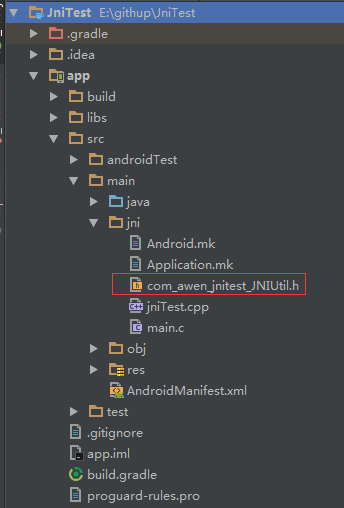 JniTest E:\githup\JniTest
.gradle
.idea
app
build
libs
src
androidTest
main
java
jni
Android.mk
Application.mk
com_awen_jnitest_JNIUtil.h
jniTest.cpp
main.c
obj
res
AndroidManifest.xml
test
.gitignore
app.iml
build.gradle
proguard-rules.pro